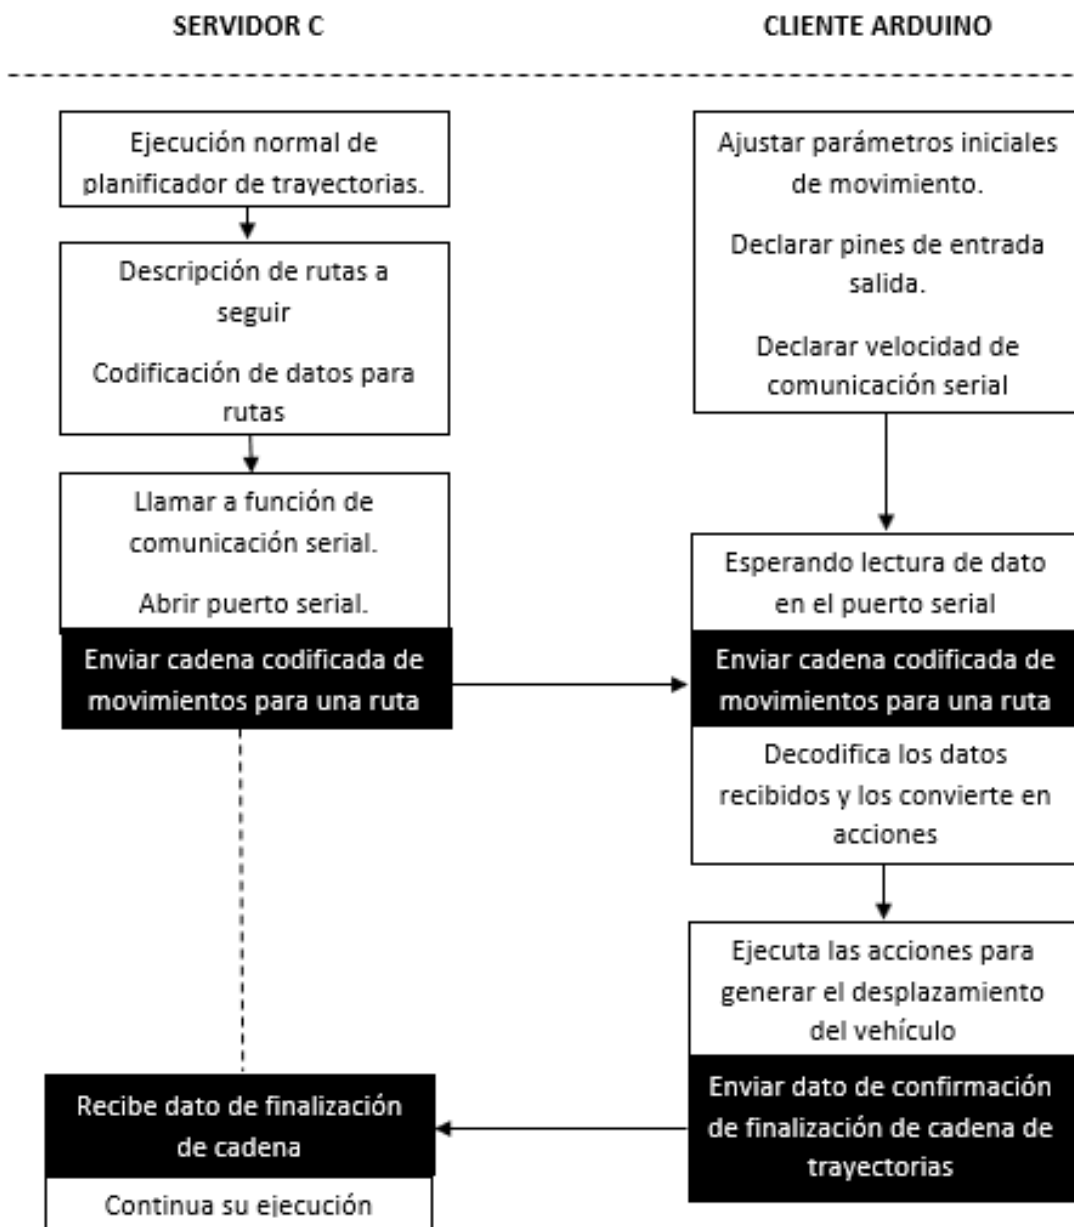 SERVIDOR C
CLIENTE ARDUINO
Ejecución normal de
planificador de trayectorias.
Descripción de rutas a
seguir
Codificación de datos para
rutas
Llamar a función de
comunicación serial.
Abrir puerto serial.
Enviar cadena codificada de
movimientos para una ruta
Recibe dato de finalización
de cadena
Continua su ejecución
Ajustar parámetros iniciales
de movimiento.
Declarar pines de entrada
salida.
Declarar velocidad de
comunicación serial
Esperando lectura de dato
en el puerto serial
Enviar cadena codificada de
movimientos para una ruta
Decodifica los datos
recibidos y los convierte en
acciones
Ejecuta las acciones para
generar el desplazamiento
del vehículo
Enviar dato de confirmación
de finalización de cadena de
trayectorias